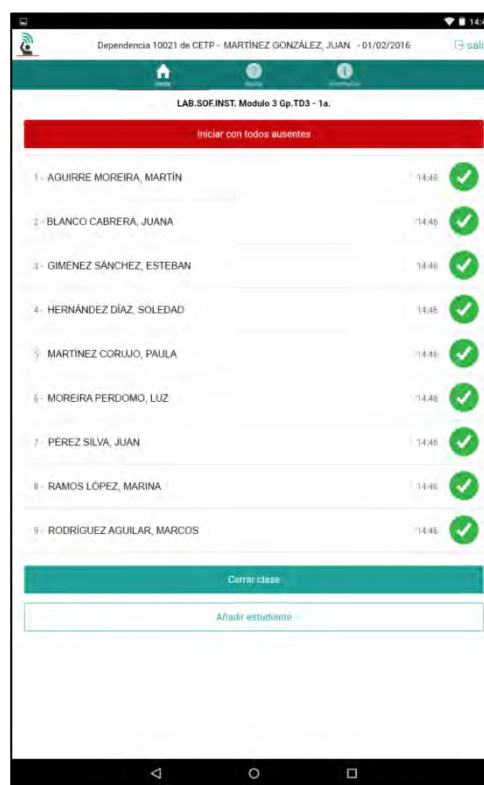 14:4
Dependencia 10021 de CETP - MARTÍNEZ GONZÁLEZ, JUAN - 01/02/2016
sali
LAB.SOF.INST. Modulo 3 Gp.TD3 - 1a.
Iniciar con todos ausentes
1 - AGUIRRE MOREIRA, MARTÍN 14:46
2 - BLANCO CABRERA, JUANA 14:46
3 - GIMÉNEZ SÁNCHEZ, ESTEBAN 14:46
4 - HERNÁNDEZ DÍAZ, SOLEDAD 14:46
5 - MARTÍNEZ CORUJO, PAULA 14:46
6 - MOREIRA PERDOMO, LUZ 14:46
7 - PÉREZ SILVA, JUAN 14:46
8 - RAMOS LÓPEZ, MARINA 14:46
9 - RODRÍGUEZ AGUILAR, MARCOS 14:46
Cerrar clase
Añadir estudiante